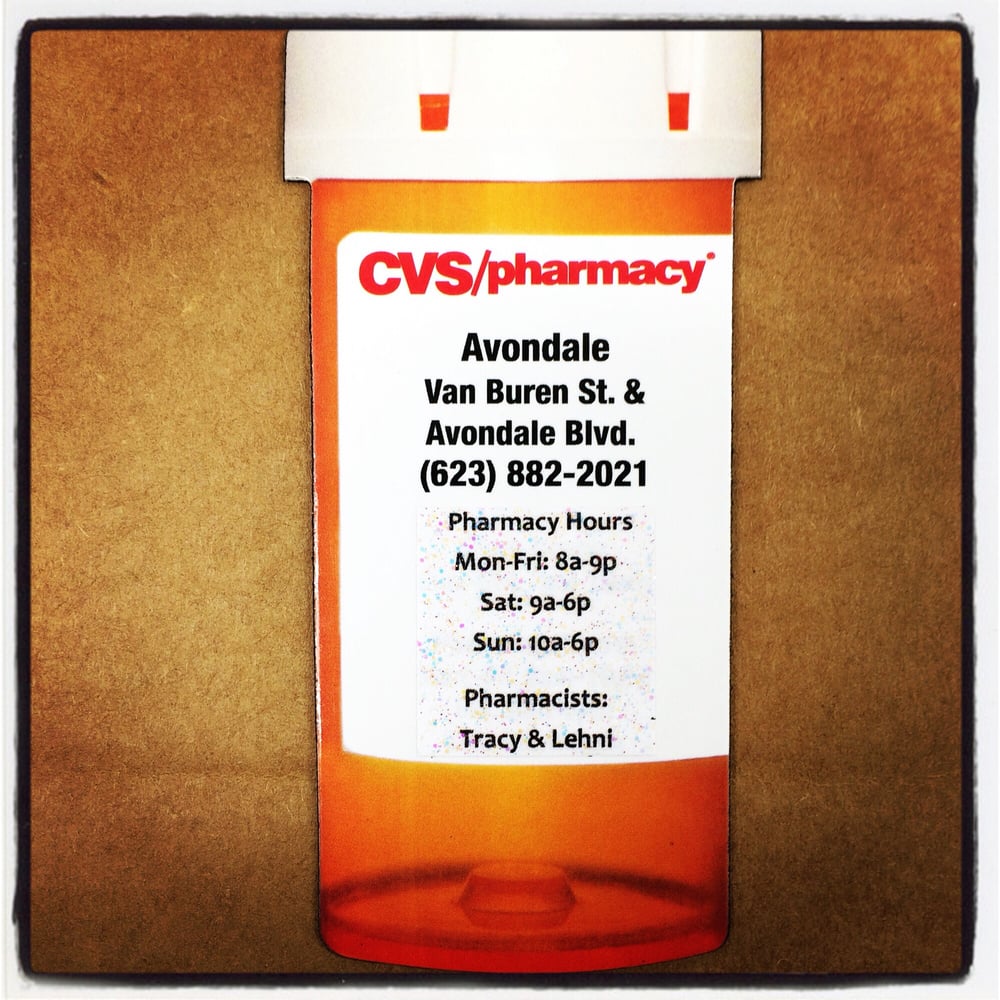 CVS/pharmacy
Avondale
Van Buren St. &
Avondale Blvd.
(623) 882-2021
Pharmacy Hours
Mon-Fri: 8a-9p
Sat: 9a-6p
Sun: 10a-6p
Pharmacists:
Tracy & Lehni